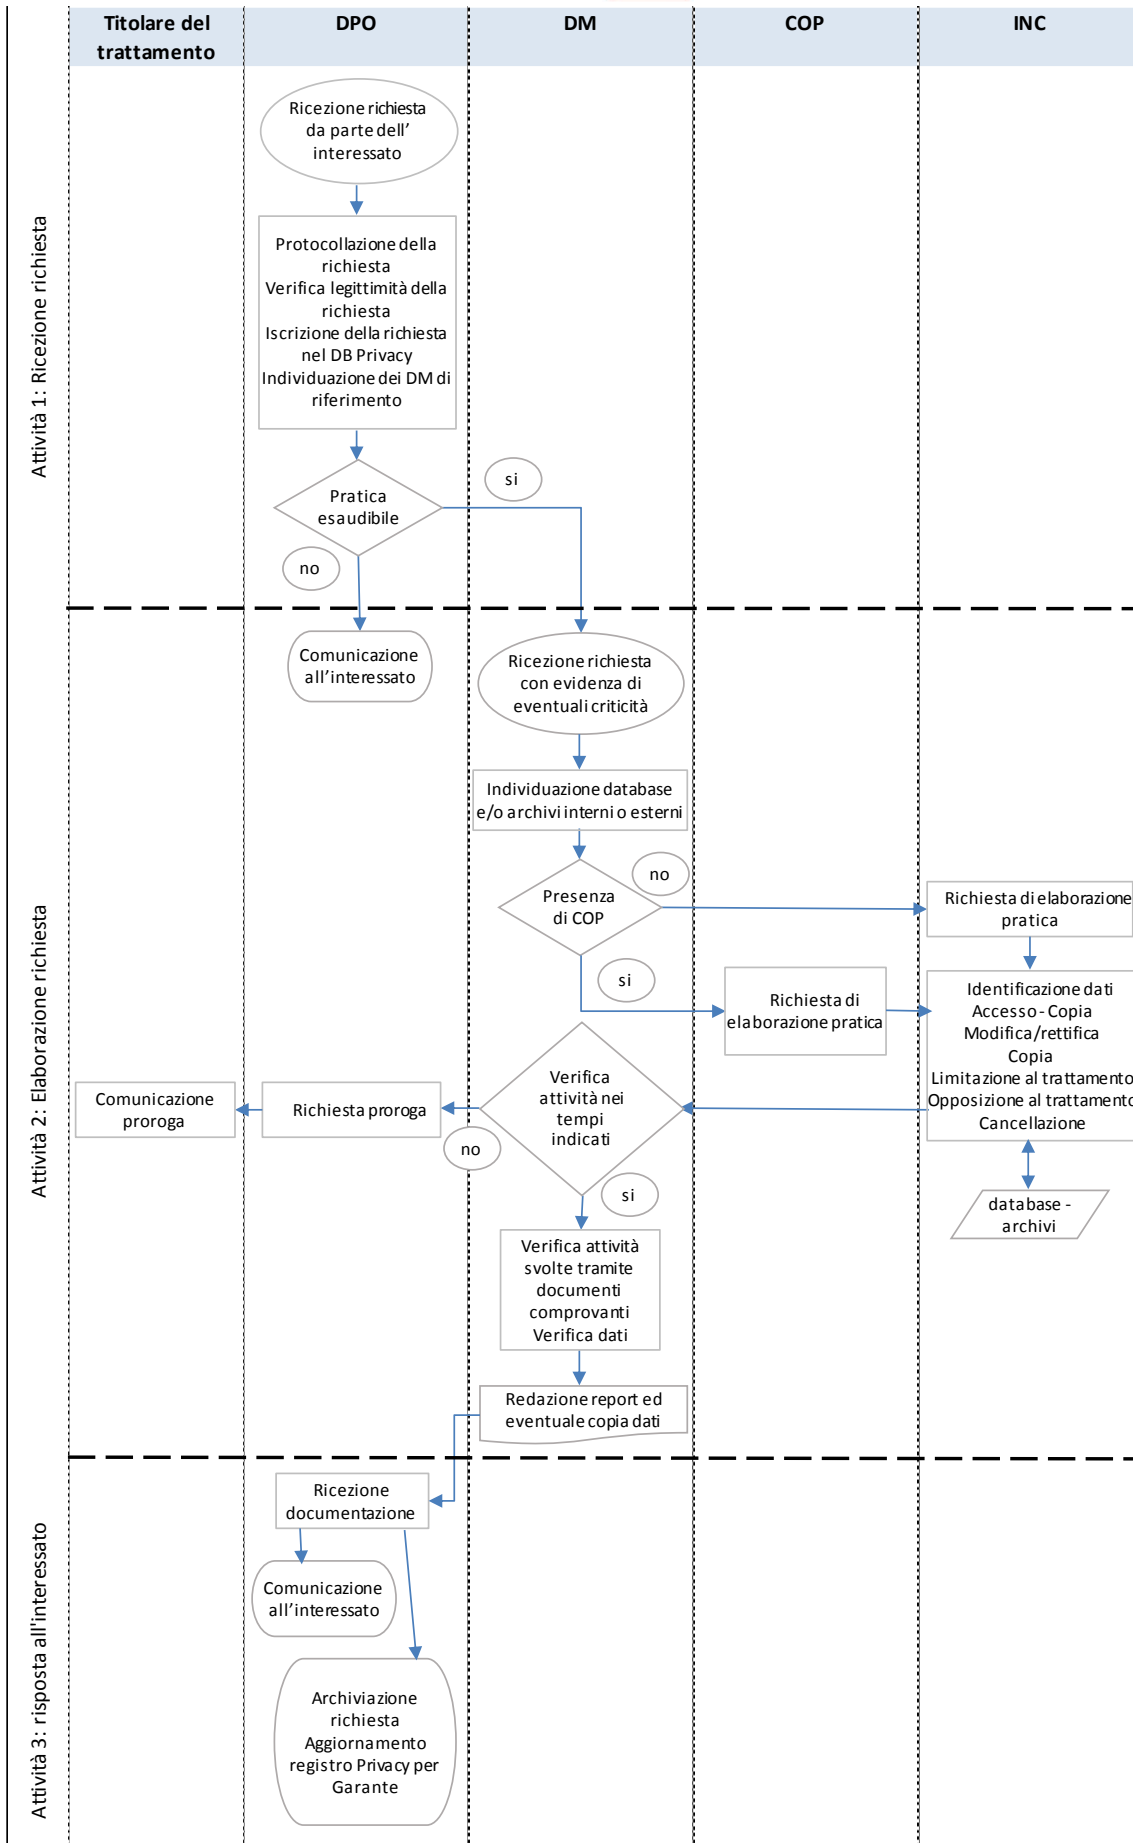 Titolare del
trattamento
DPO
DM
COP
INC
Attività 1: Ricezione richiesta
Ricezione richiesta
da parte dell'
interessato
Protocollazione della
richiesta
Verifica legittimità della
richiesta
Iscrizione della richiesta
nel DB Privacy
Individuazione dei DM di
riferimento
Pratica
esaudibile
si
no
Attività 2: Elaborazione richiesta
Comunicazione
all'interessato
Ricezione richiesta
con evidenza di
eventuali criticità
Individuazione database
e/o archivi interni o esterni
Presenza
di COP
no
si
Richiesta di elaborazione
pratica
Richiesta di
elaborazione pratica
Identificazione dati
Accesso - Copia
Modifica/rettifica
Copia
Limitazione al trattamento
Opposizione al trattamento
Cancellazione
database -
archivi
Verifica
attività nei
tempi
indicati
no
si
Richiesta proroga
Comunicazione
proroga
Verifica attività
svolte tramite
documenti
comprovanti
Verifica dati
Redazione report ed
eventuale copia dati
Attività 3: risposta all'interessato
Ricezione
documentazione
Comunicazione
all'interessato
Archiviazione
richiesta
Aggiornamento
registro Privacy per
Garante